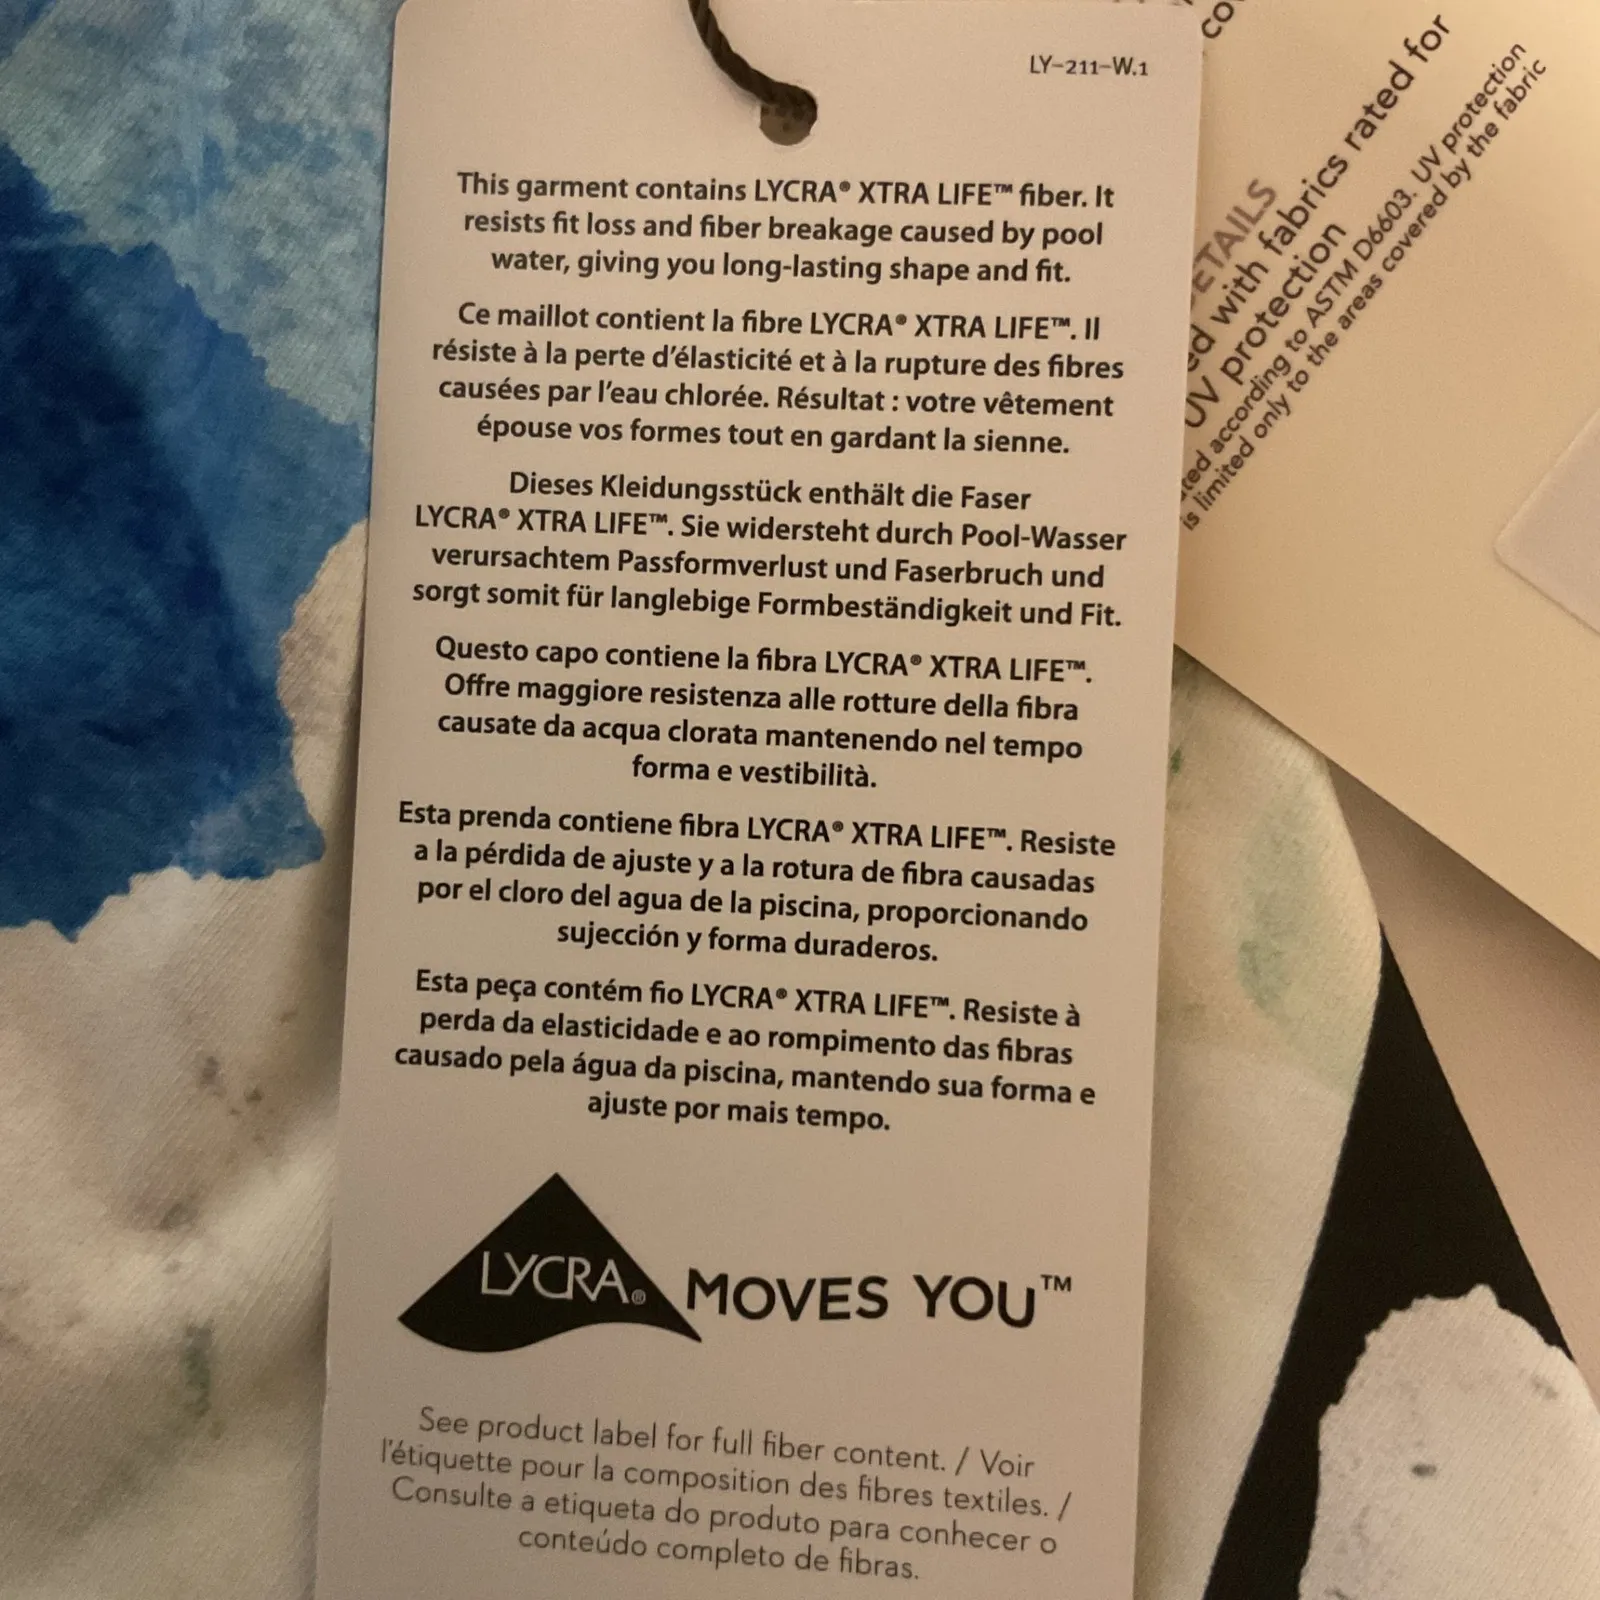 LY-211-W.1
This garment contains LYCRA® XTRA LIFE™ fiber. It
resists fit loss and fiber breakage caused by pool
water, giving you long-lasting shape and fit.
Ce maillot contient la fibre LYCRA® XTRA LIFE™. Il
résiste à la perte d'élasticité et à la rupture des fibres
causées par l'eau chlorée. Résultat : votre vêtement
épouse vos formes tout en gardant la sienne.
Dieses Kleidungsstück enthält die Faser
LYCRA® XTRA LIFE™. Sie widersteht durch Pool-Wasser
verursachtem Passformverlust und Faserbruch und
sorgt somit für langlebige Formbeständigkeit und Fit.
Questo capo contiene la fibra LYCRA® XTRA LIFE™.
Offre maggiore resistenza alle rotture della fibra
causate da acqua clorata mantenendo nel tempo
forma e vestibilità.
Esta prenda contiene fibra LYCRA® XTRA LIFE™. Resiste
a la pérdida de ajuste y a la rotura de fibra causadas
por el cloro del agua de la piscina, proporcionando
sujección y forma duraderos.
Esta peça contém fio LYCRA® XTRA LIFE™. Resiste à
perda da elasticidade e ao rompimento das fibras
causado pela água da piscina, mantendo sua forma e
ajuste por mais tempo.
LYCRA® MOVES YOU™
See product label for full fiber content. / Voir
l'étiquette pour la composition des fibres textiles. /
Consulte a etiqueta do produto para conhecer o
conteúdo completo de fibras.
with fabrics rated for
UV protection
according to ASTM D6603. UV protection
is limited only to the areas covered by the fabric